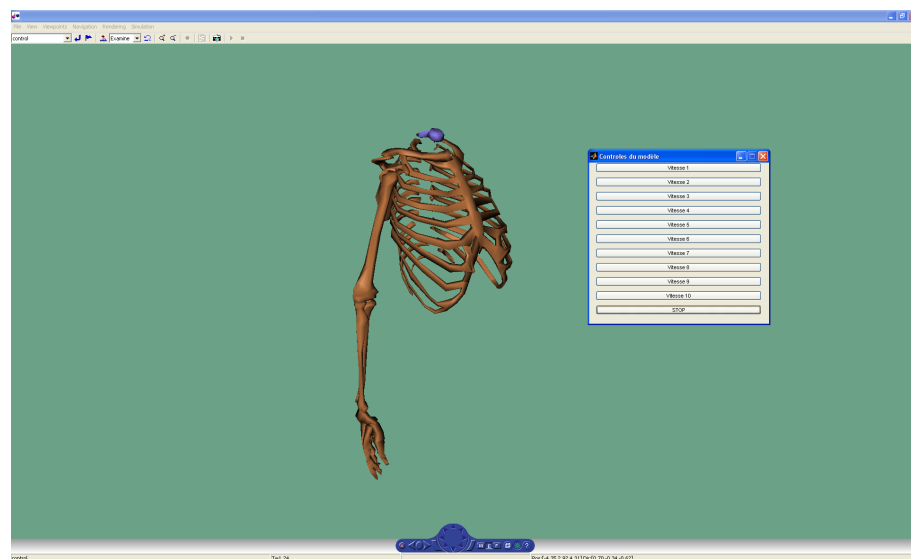 File View Viewpoints Navigation Rendering Simulation
control Examine
Controles du modèle
Vitesse 1
Vitesse 2
Vitesse 3
Vitesse 4
Vitesse 5
Vitesse 6
Vitesse 7
Vitesse 8
Vitesse 9
Vitesse 10
STOP
control